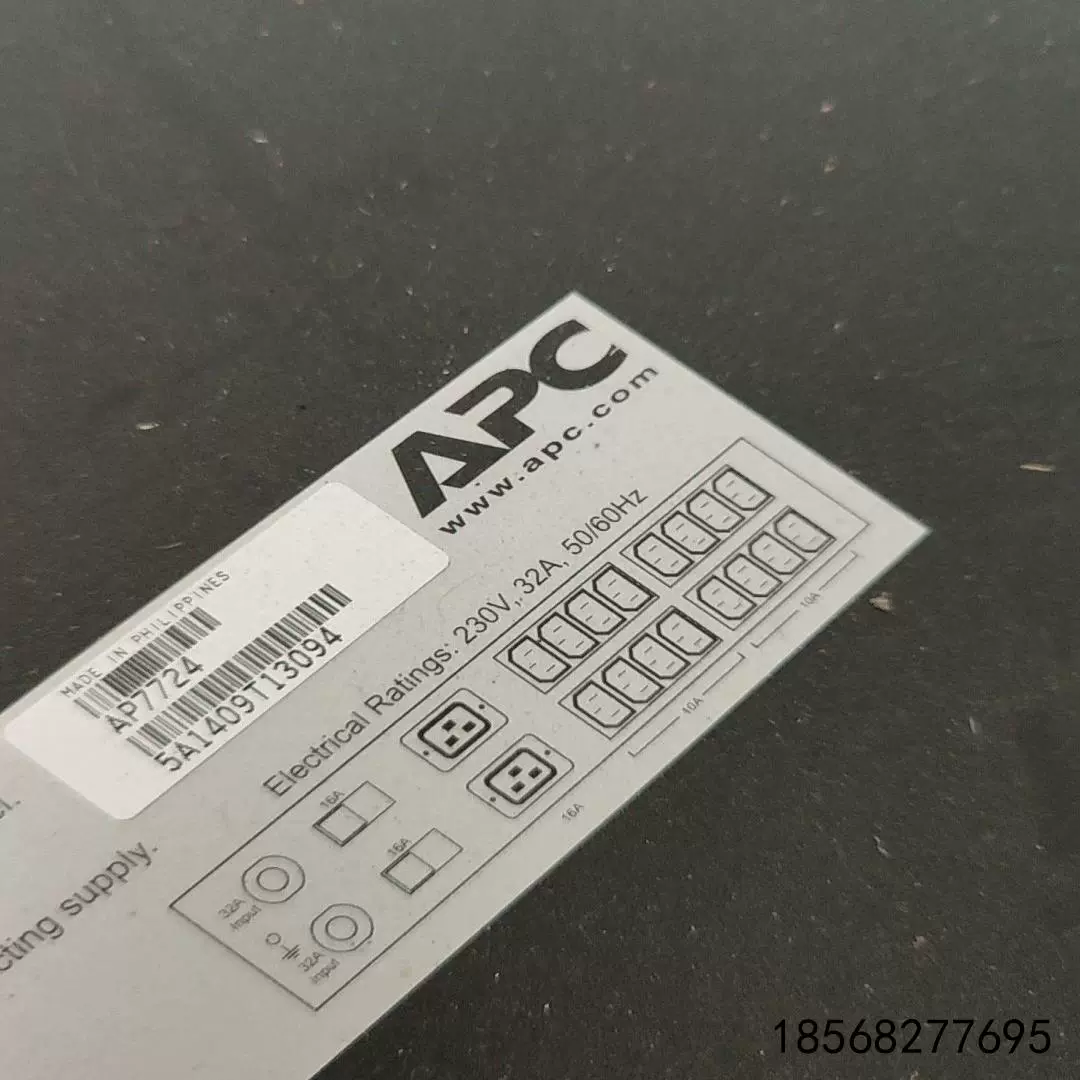 APC
www.apc.com
MADE IN PHILIPPINES
AP7724
5A1409T13094
Electrical Ratings: 230V, 32A, 50/60Hz
16A
16A
32A
input
32A
input
10A
10A
16A
cting supply.
18568277695